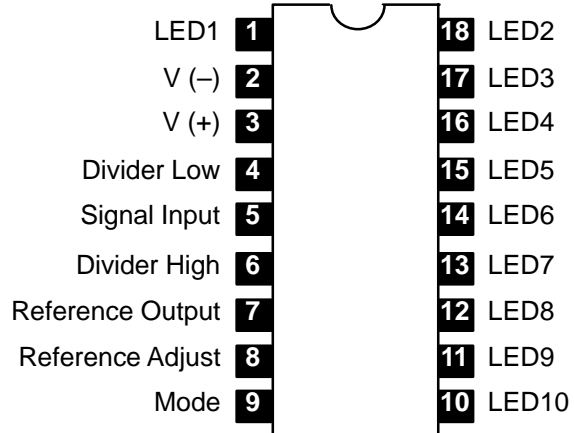 LED1 1 18 LED2
V (–) 2 17 LED3
V (+) 3 16 LED4
Divider Low 4 15 LED5
Signal Input 5 14 LED6
Divider High 6 13 LED7
Reference Output 7 12 LED8
Reference Adjust 8 11 LED9
Mode 9 10 LED10